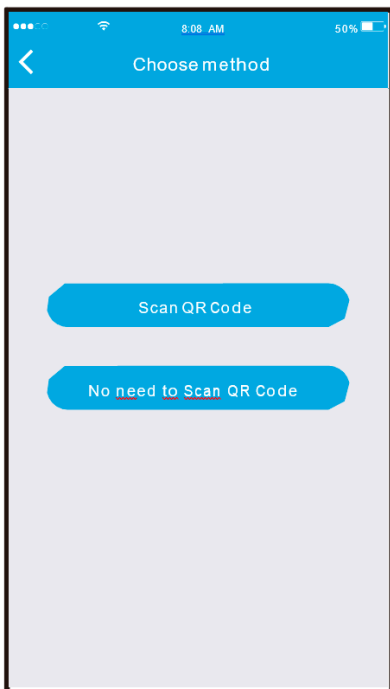 8:08 AM 50%
Choose method
Scan QR Code
No need to Scan QR Code